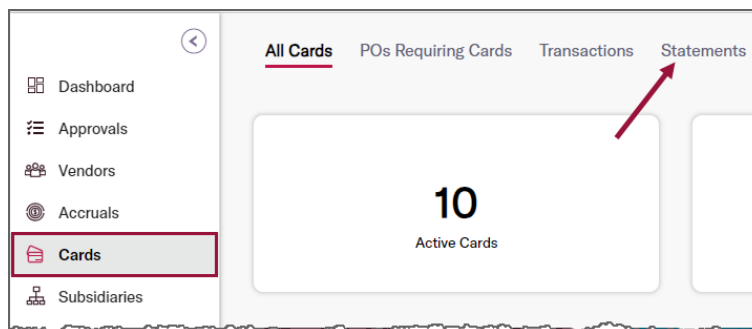 All Cards POs Requiring Cards Transactions Statements
Dashboard
Approvals
Vendors
Accruals
Cards
Subsidiaries
10
Active Cards